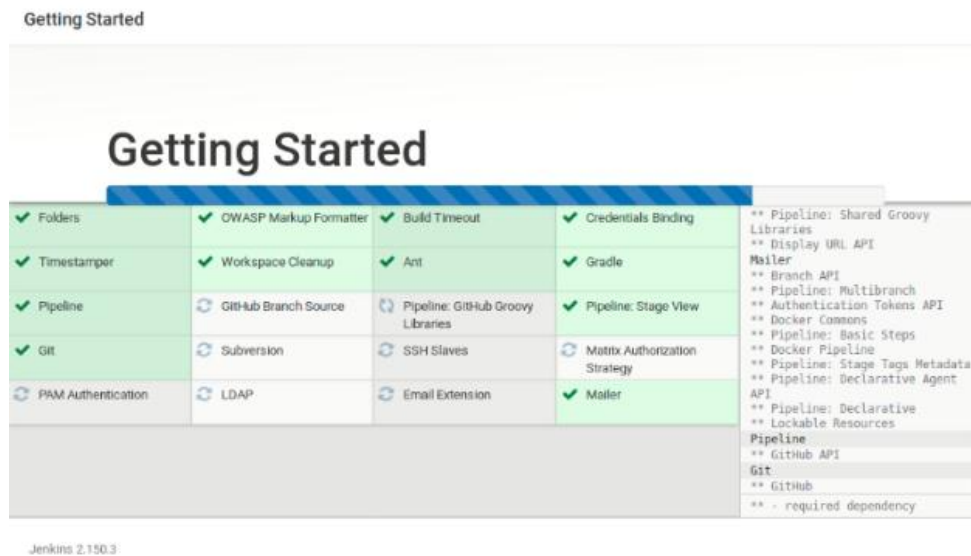 Getting Started
Getting Started
Folders
OWASP Markup Formatter
Build Timeout
Credentials Binding
Timestamper
Workspace Cleanup
Ant
Gradle
Pipeline
GitHub Branch Source
Pipeline: GitHub Groovy
Libraries
Pipeline: Stage View
Git
Subversion
SSH Slaves
Matrix Authorization
Strategy
PAM Authentication
LDAP
Email Extension
Mailer
** Pipeline: Shared Groovy
Libraries
** Display URL API
Mailer
** Branch API
** Pipeline: Multibranch
** Authentication Tokens API
** Docker Commons
** Pipeline: Basic Steps
** Docker Pipeline
** Pipeline: Stage Tags Metadata
** Pipeline: Declarative Agent
API
** Pipeline: Declarative
** Lockable Resources
Pipeline
** GitHub API
Git
** GitHub
** - required dependency
Jenkins 2.150.3